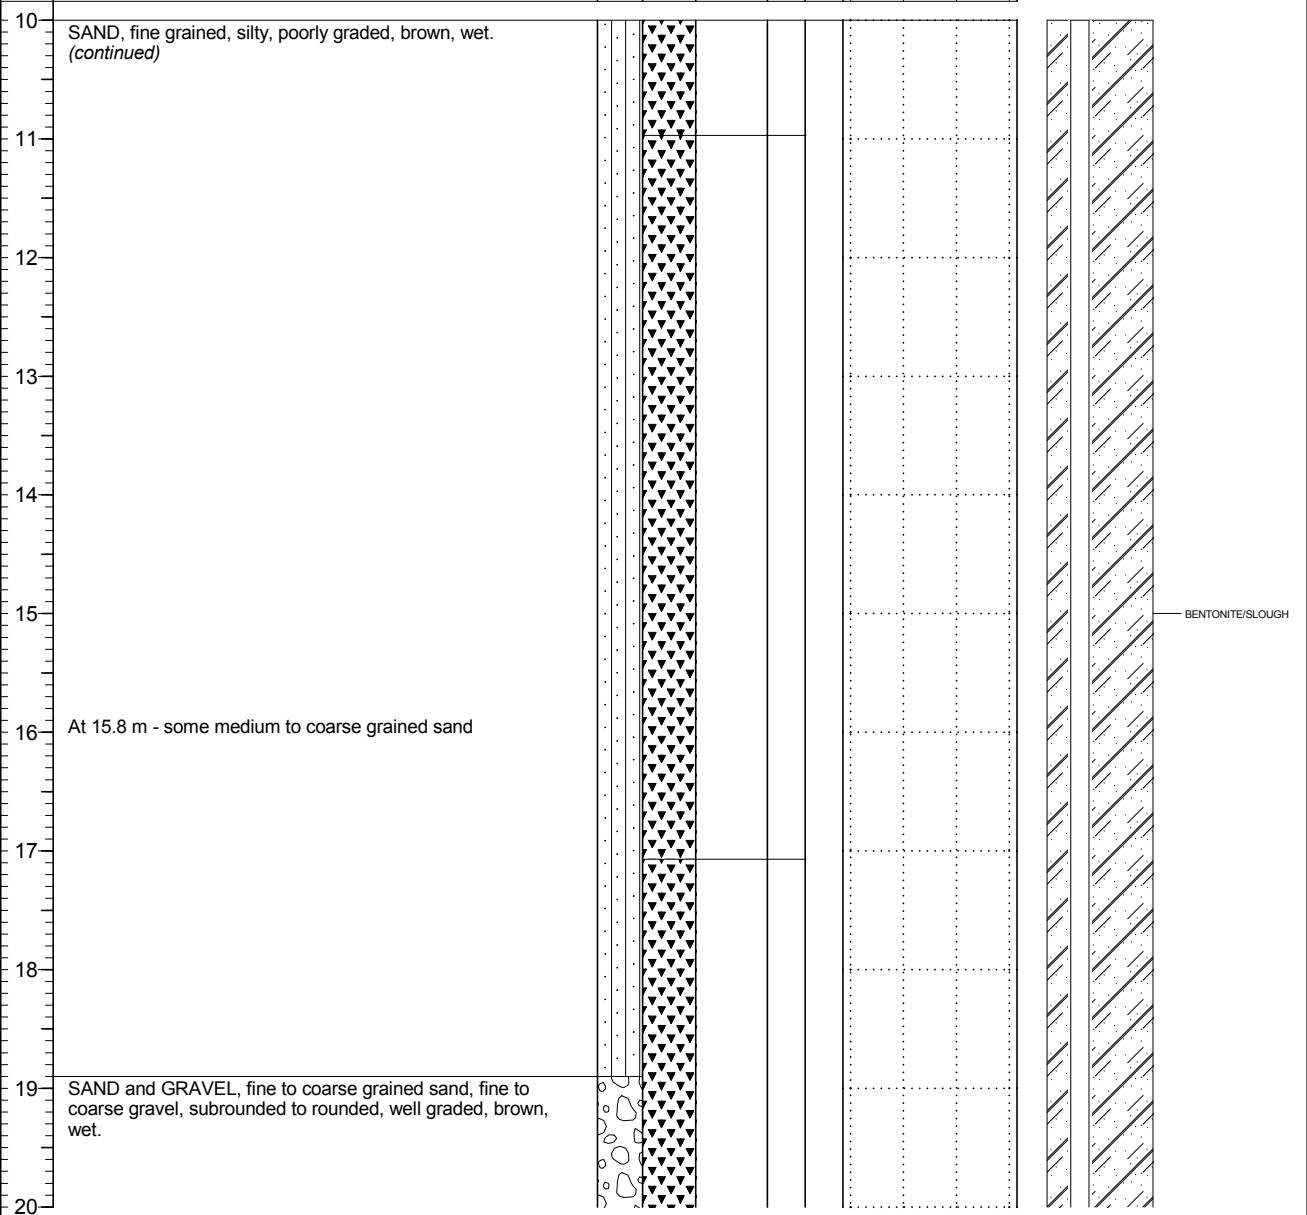 10
SAND, fine grained, silty, poorly graded, brown, wet.
(continued)
11
12
13
14
15
BENTONITE/SLOUGH
At 15.8 m - some medium to coarse grained sand
16
17
18
19
SAND and GRAVEL, fine to coarse grained sand, fine to
coarse gravel, subrounded to rounded, well graded, brown,
wet.
20